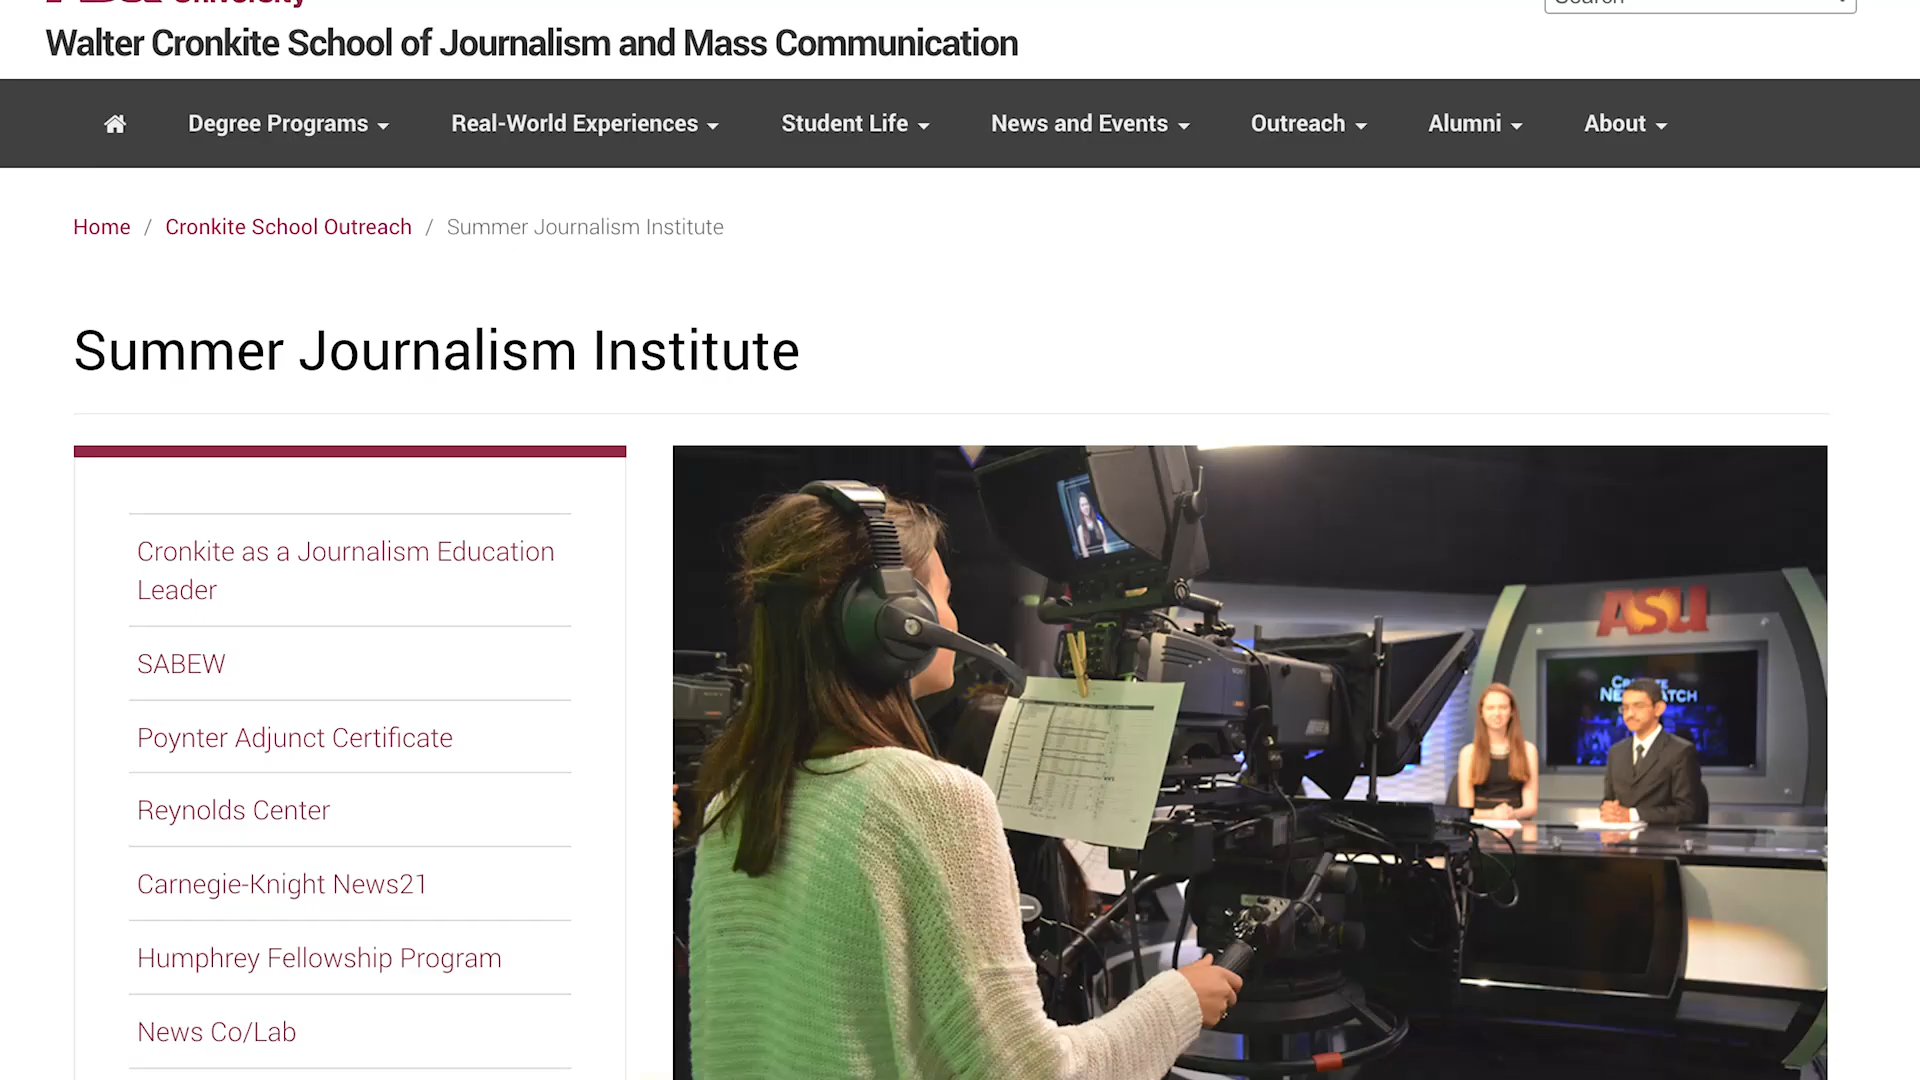 Walter Cronkite School of Journalism and Mass Communication
Degree Programs
Real-World Experiences
Student Life
News and Events
Outreach
Alumni
About
Home / Cronkite School Outreach / Summer Journalism Institute
Summer Journalism Institute
Cronkite as a Journalism Education
Leader
SABEW
Poynter Adjunct Certificate
Reynolds Center
Carnegie-Knight News21
Humphrey Fellowship Program
News Co/Lab
ASU